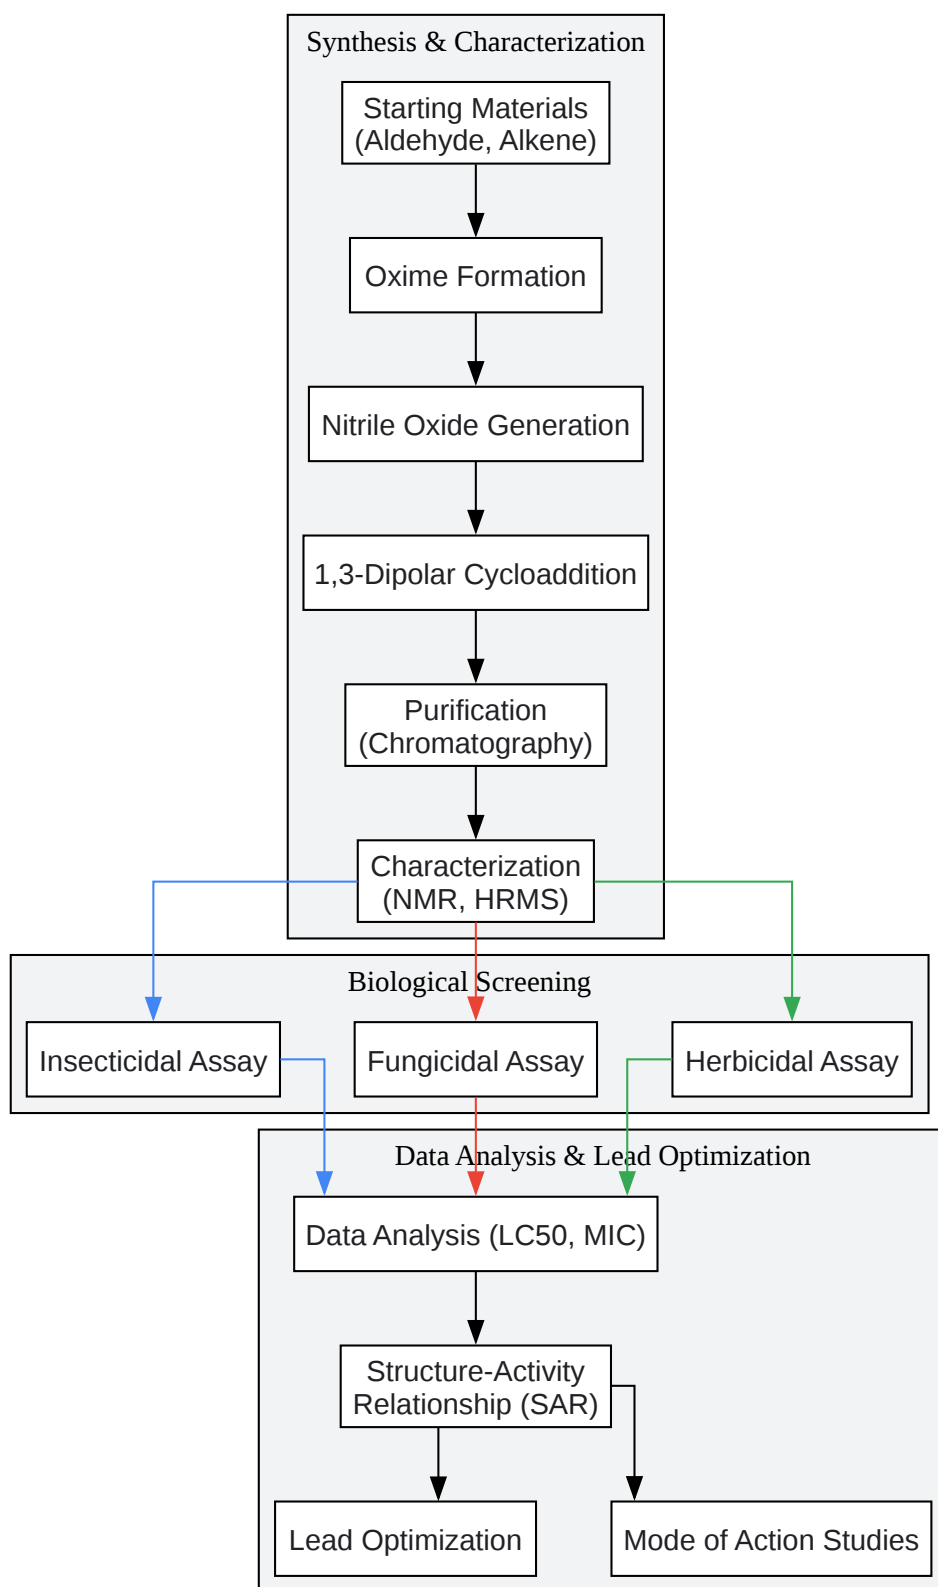 Synthesis & Characterization
Starting Materials
(Aldehyde, Alkene)
Oxime Formation
Nitrile Oxide Generation
1,3-Dipolar Cycloaddition
Purification
(Chromatography)
Characterization
(NMR, HRMS)
Biological Screening
Insecticidal Assay
Fungicidal Assay
Herbicidal Assay
Data Analysis & Lead Optimization
Data Analysis (LC50, MIC)
Structure-Activity
Relationship (SAR)
Lead Optimization
Mode of Action Studies